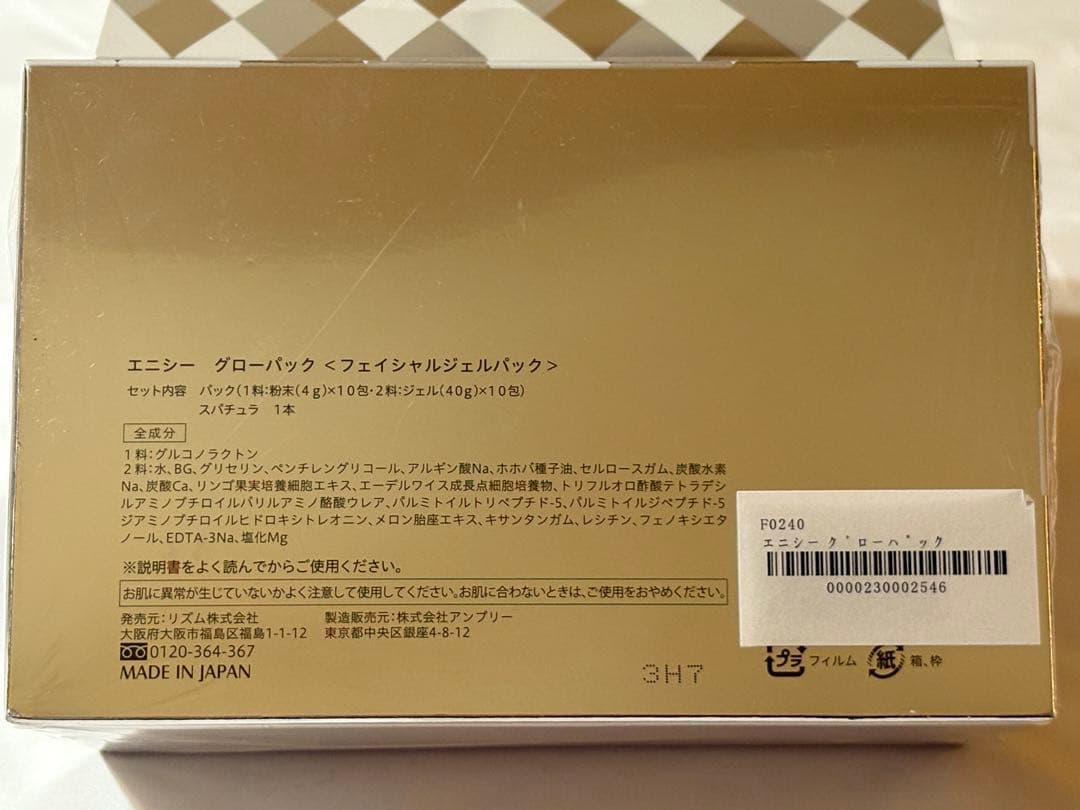 エニシー　グローパック＜フェイシャルジェルパック＞
セット内容　パック(1料:粉末(4g)×10包・2料:ジェル(40g)×10包)
スパチュラ　1本
全成分
1料:グルコノラクトン
2料:水、BG、グリセリン、ペンチレングリコール、アルギン酸Na、ホホバ種子油、セルロースガム、炭酸水素
Na、炭酸Ca、リンゴ果実培養細胞エキス、エーデルワイス成長点細胞培養物、トリフルオロ酢酸テトラデシ
ルアミノブチロイルバリルアミノ酪酸ウレア、パルミトイルトリペプチド-5、パルミトイルジペプチド-5
ジアミノブチロイルヒドロキシトレオニン、メロン胎座エキス、キサンタンガム、レシチン、フェノキシエタ
ノール、EDTA-3Na、塩化Mg
※説明書をよく読んでからご使用ください。
お肌に異常が生じていないかよく注意して使用してください。お肌に合わないときは、ご使用をおやめください。
発売元:リズム株式会社
大阪府大阪市福島区福島1-1-12
0120-364-367
MADE IN JAPAN
製造販売元:株式会社アンプリー
東京都中央区銀座4-8-12
3H7
F0240
エニシーグローパック
0000230002546
プラ フィルム 紙 箱、枠